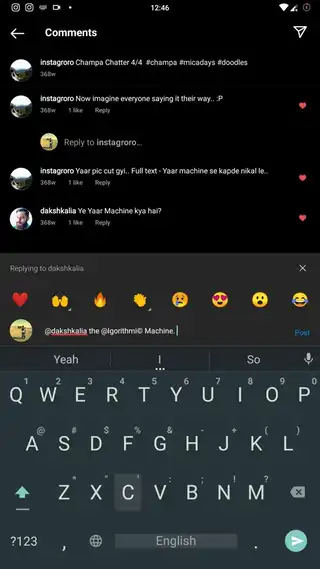 12:46
Comments
instagroro Champa Chatter 4/4 #champa #micadays #doodles
368w
instagroro Now imagine everyone saying it their way.. :P
368w 1 like Reply
Reply to instagroro...
instagroro Yaar pic cut gyi.. Full text - Yaar machine se kapde nikal le..
368w 1 like Reply
dakshkalia Ye Yaar Machine kya hai?
368w 1 like Reply
Replying to dakshkalia
@dakshkalia the @lgorithmi© Machine.
Post
Yeah I So
Q W E R T Y U I O P
@ # & * - + = ( )
A S D F G H J K L
Z X C V B N M
?123 , English .